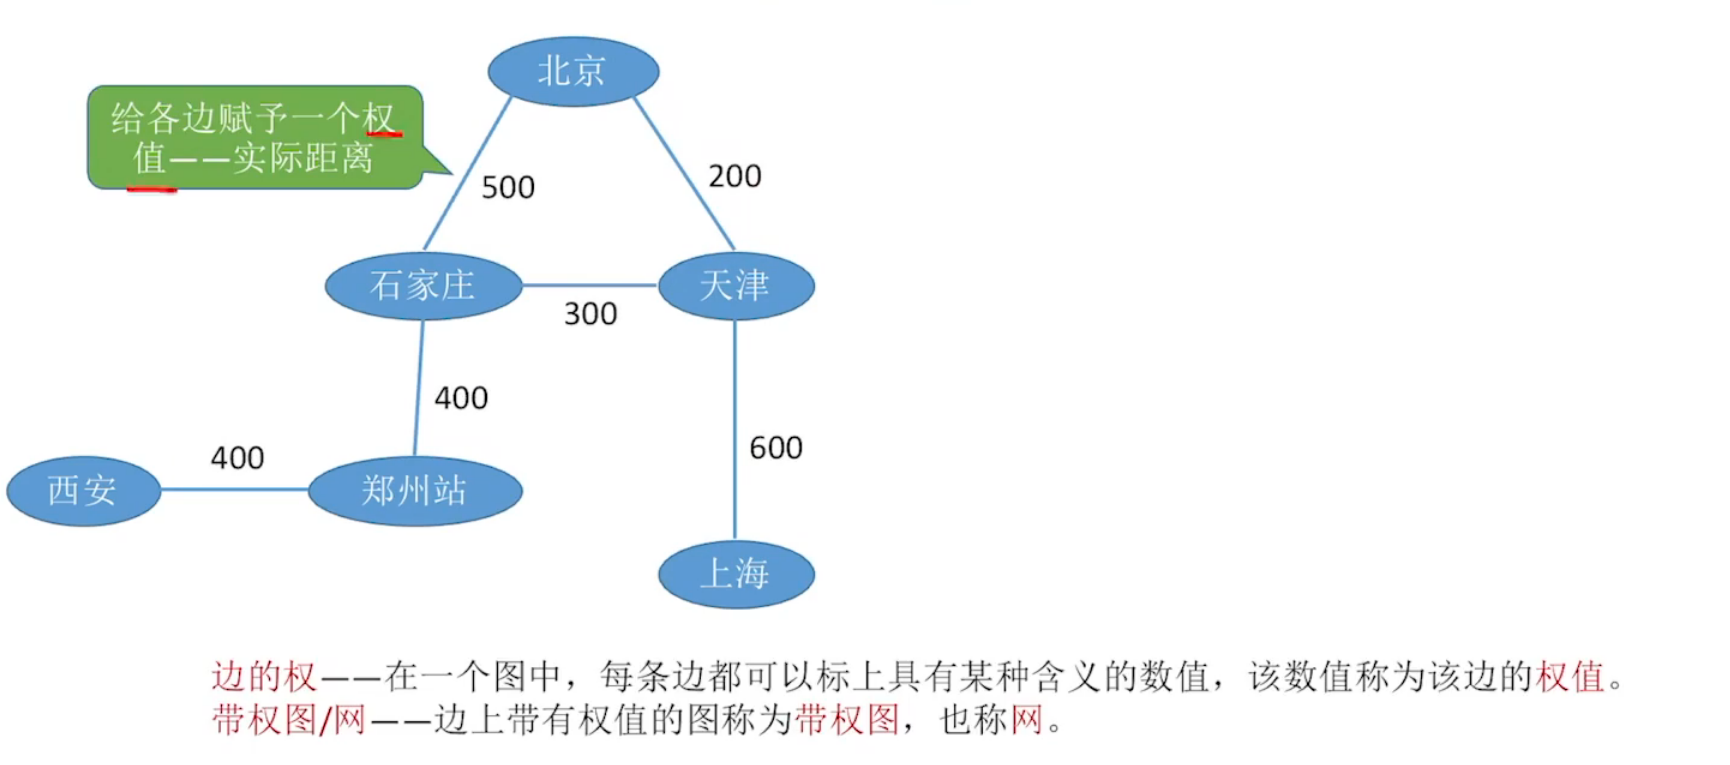 北京
给各边赋予一个权
值——实际距离
500
200
石家庄
天津
300
400
600
400
西安
郑州站
上海
边的权——在一个图中，每条边都可以标上具有某种含义的数值，该数值称为该边的权值。
带权图/网——边上带有权值的图称为带权图，也称网。